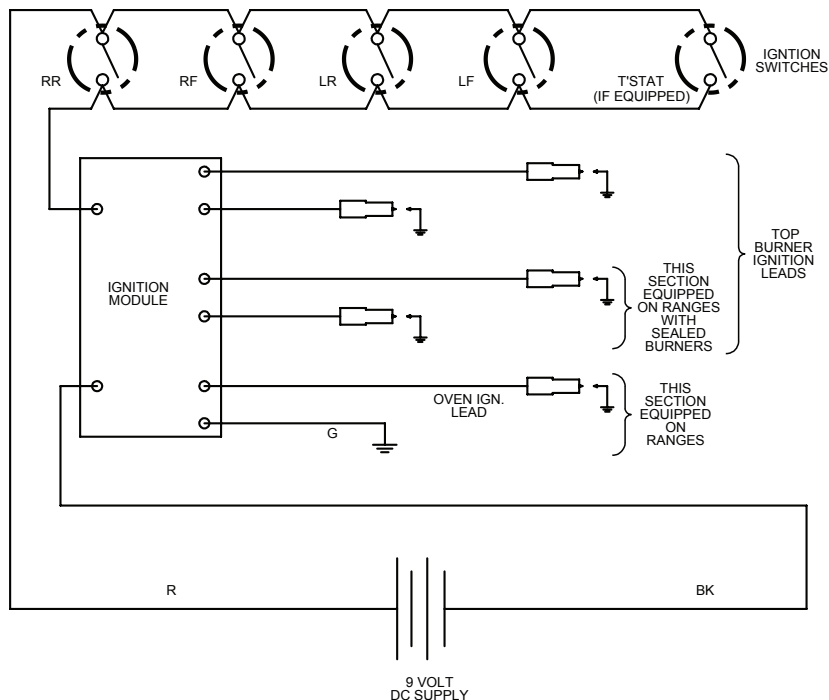 RR
RF
LR
LF
T'STAT
(IF EQUIPPED)
IGNTION
SWITCHES
IGNITION
MODULE
TOP
BURNER
IGNITION
LEADS
THIS
SECTION
EQUIPPED
ON RANGES
WITH
SEALED
BURNERS
OVEN IGN.
LEAD
THIS
SECTION
EQUIPPED
ON
RANGES
G
R
BK
9 VOLT
DC SUPPLY